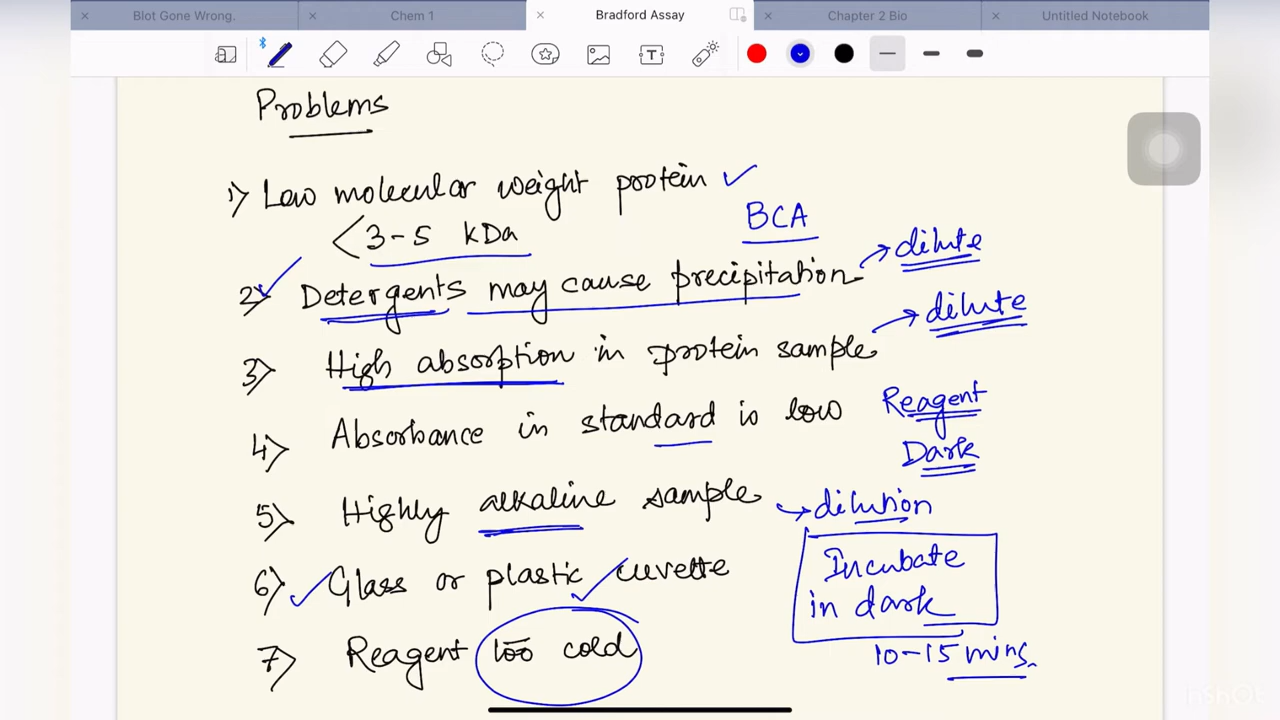 Blot Gone Wrong.
Chem 1
Bradford Assay
Chapter 2 Bio
Untitled Notebook
Problems
1) Low molecular weight protein
BCA
< 3-5 kDa
2) Detergents may cause precipitation → dilute
3) High absorption in protein sample → dilute
4) Absorbance in standard is low
Reagent
Dark
5) Highly alkaline sample → dilution
6) Glass or plastic cuvette
Incubate
in dark
7) Reagent too cold
10-15 mins.
InShOt